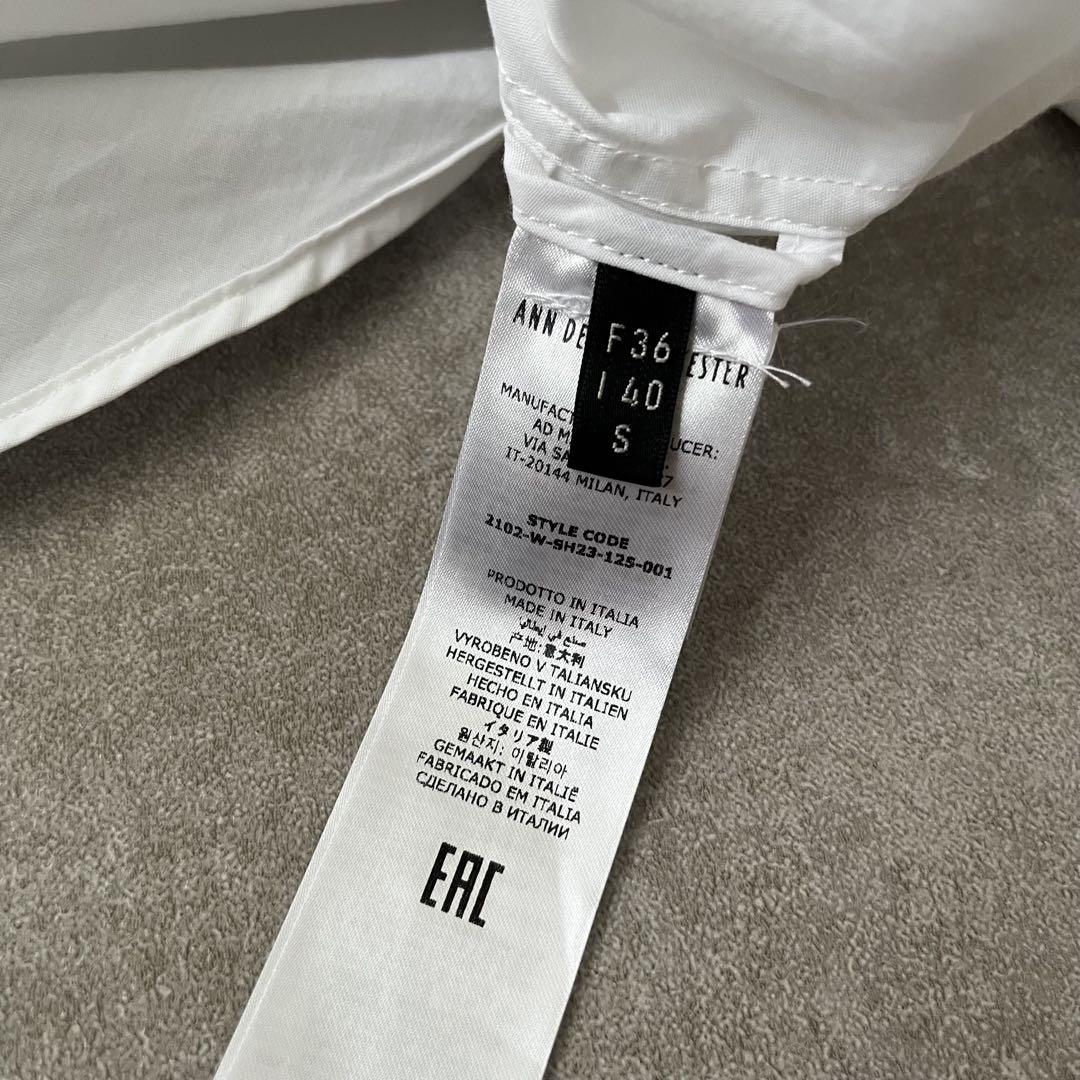 F 36
I 40
S
ANN DE ESTER
MANUFAC UCER:
AD M
VIA SA 7
IT-20144 MILAN, ITALY
STYLE CODE
2102-W-SH23-125-001
PRODOTTO IN ITALIA
MADE IN ITALY
صنع في إيطاليا
产地:意大利
VYROBENO V TALIANSKU
HERGESTELLT IN ITALIEN
HECHO EN ITALIA
FABRIQUE EN ITALIE
イタリア製
원산지: 이탈리아
GEMAAKT IN ITALIË
FABRICADO EM ITALIA
СДЕЛАНО В ИТАЛИИ
EAC